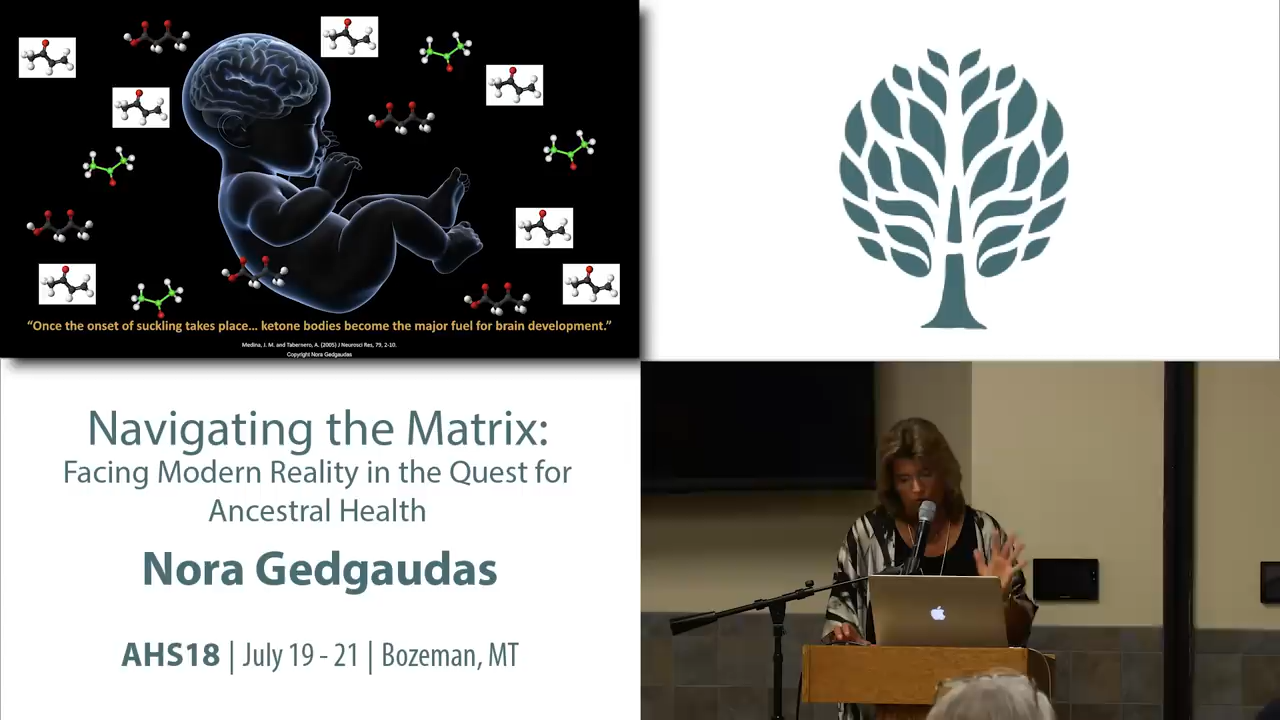 “Once the onset of suckling takes place... ketone bodies become the major fuel for brain development.”
Medina, J. M. and Tabernero, A. (2005) J Neurosci Res, 79, 2-10.
Copyright Nora Gedgaudas
Navigating the Matrix:
Facing Modern Reality in the Quest for
Ancestral Health
Nora Gedgaudas
AHS18 | July 19 - 21 | Bozeman, MT